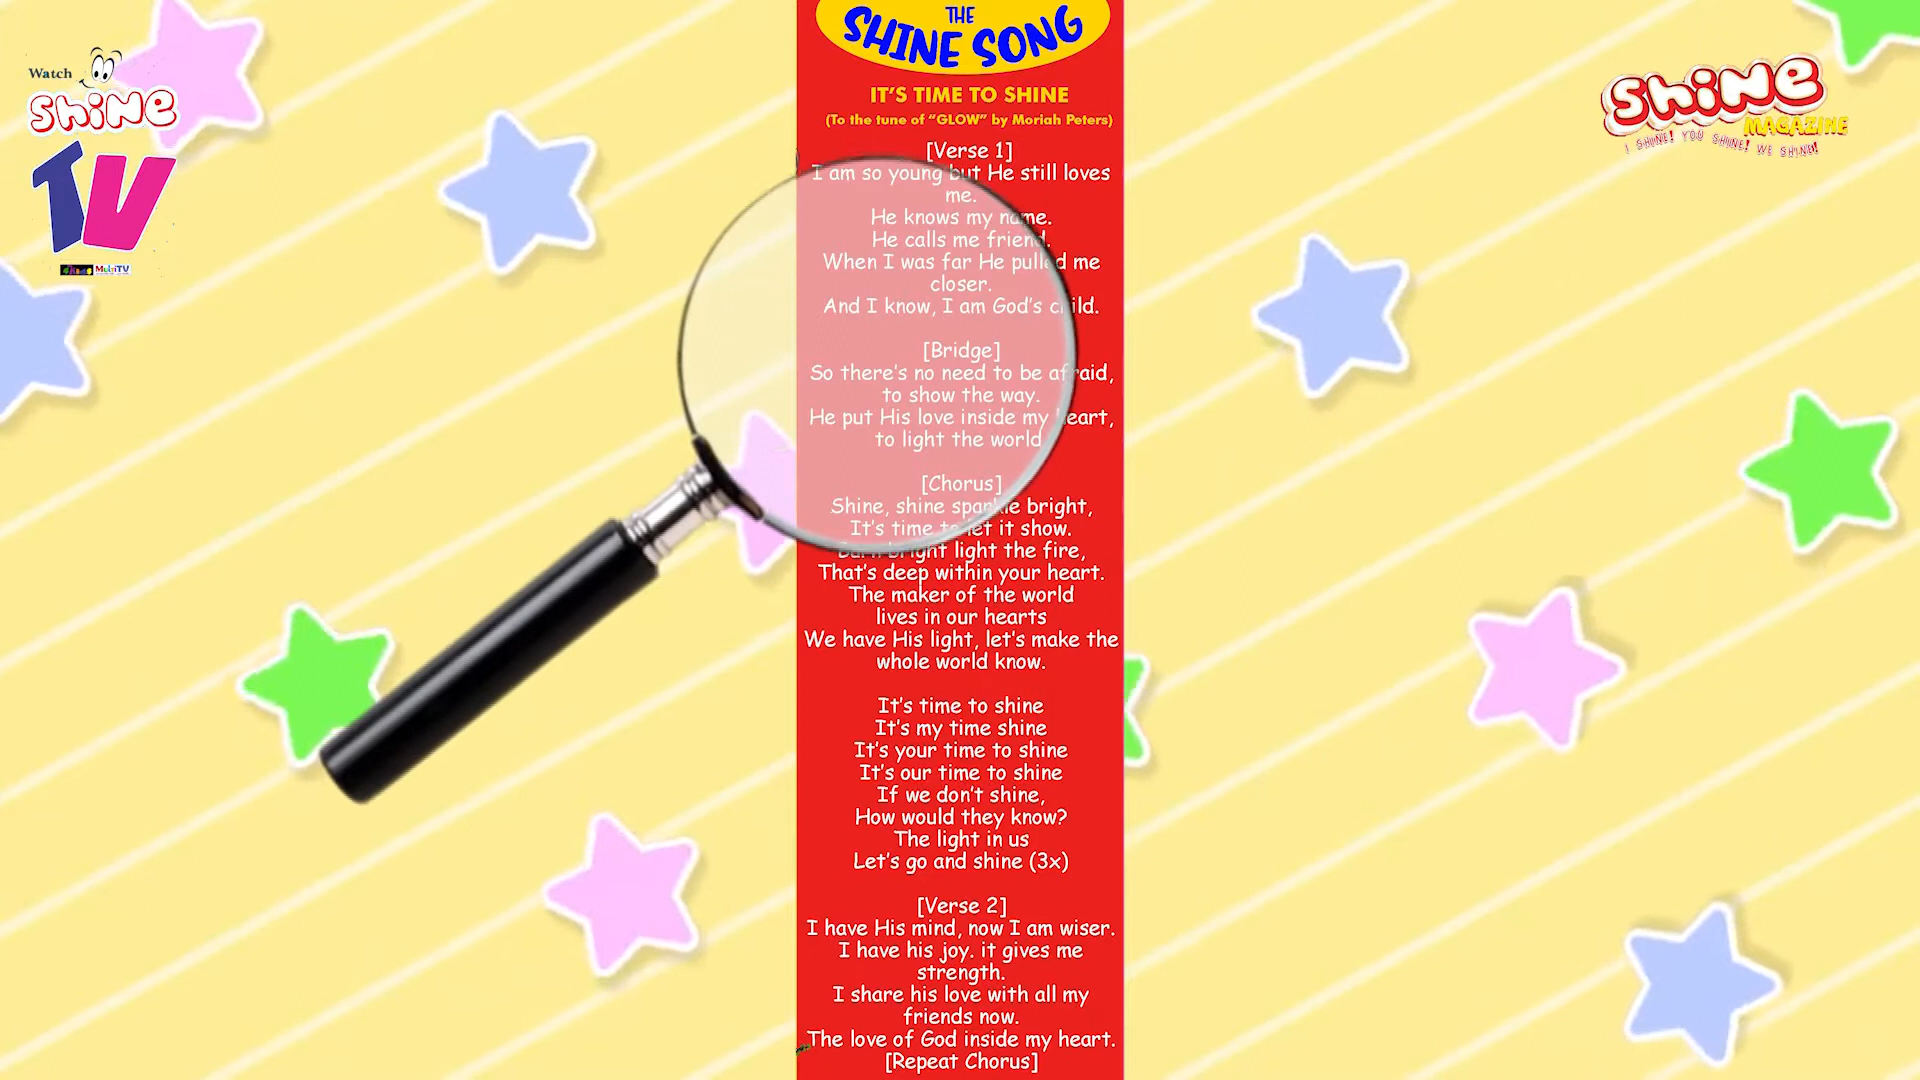 Watch
Shine
TV
4Kids MultiTV
Shine
MAGAZINE
I SHINE! YOU SHINE! WE SHINE!
THE
SHINE SONG
IT'S TIME TO SHINE
(To the tune of "GLOW" by Moriah Peters)
[Verse 1]
I am so young but He still loves
me.
He knows my name.
He calls me friend.
When I was far He pulled me
closer.
And I know, I am God's child.
[Bridge]
So there's no need to be afraid,
to show the way.
He put His love inside my heart,
to light the world
[Chorus]
Shine, shine sparkle bright,
It's time to let it show.
Burn bright light the fire,
That's deep within your heart.
The maker of the world
lives in our hearts
We have His light, let's make the
whole world know.
It's time to shine
It's my time shine
It's your time to shine
It's our time to shine
If we don't shine,
How would they know?
The light in us
Let's go and shine (3x)
[Verse 2]
I have His mind, now I am wiser.
I have his joy. it gives me
strength.
I share his love with all my
friends now.
The love of God inside my heart.
[Repeat Chorus]